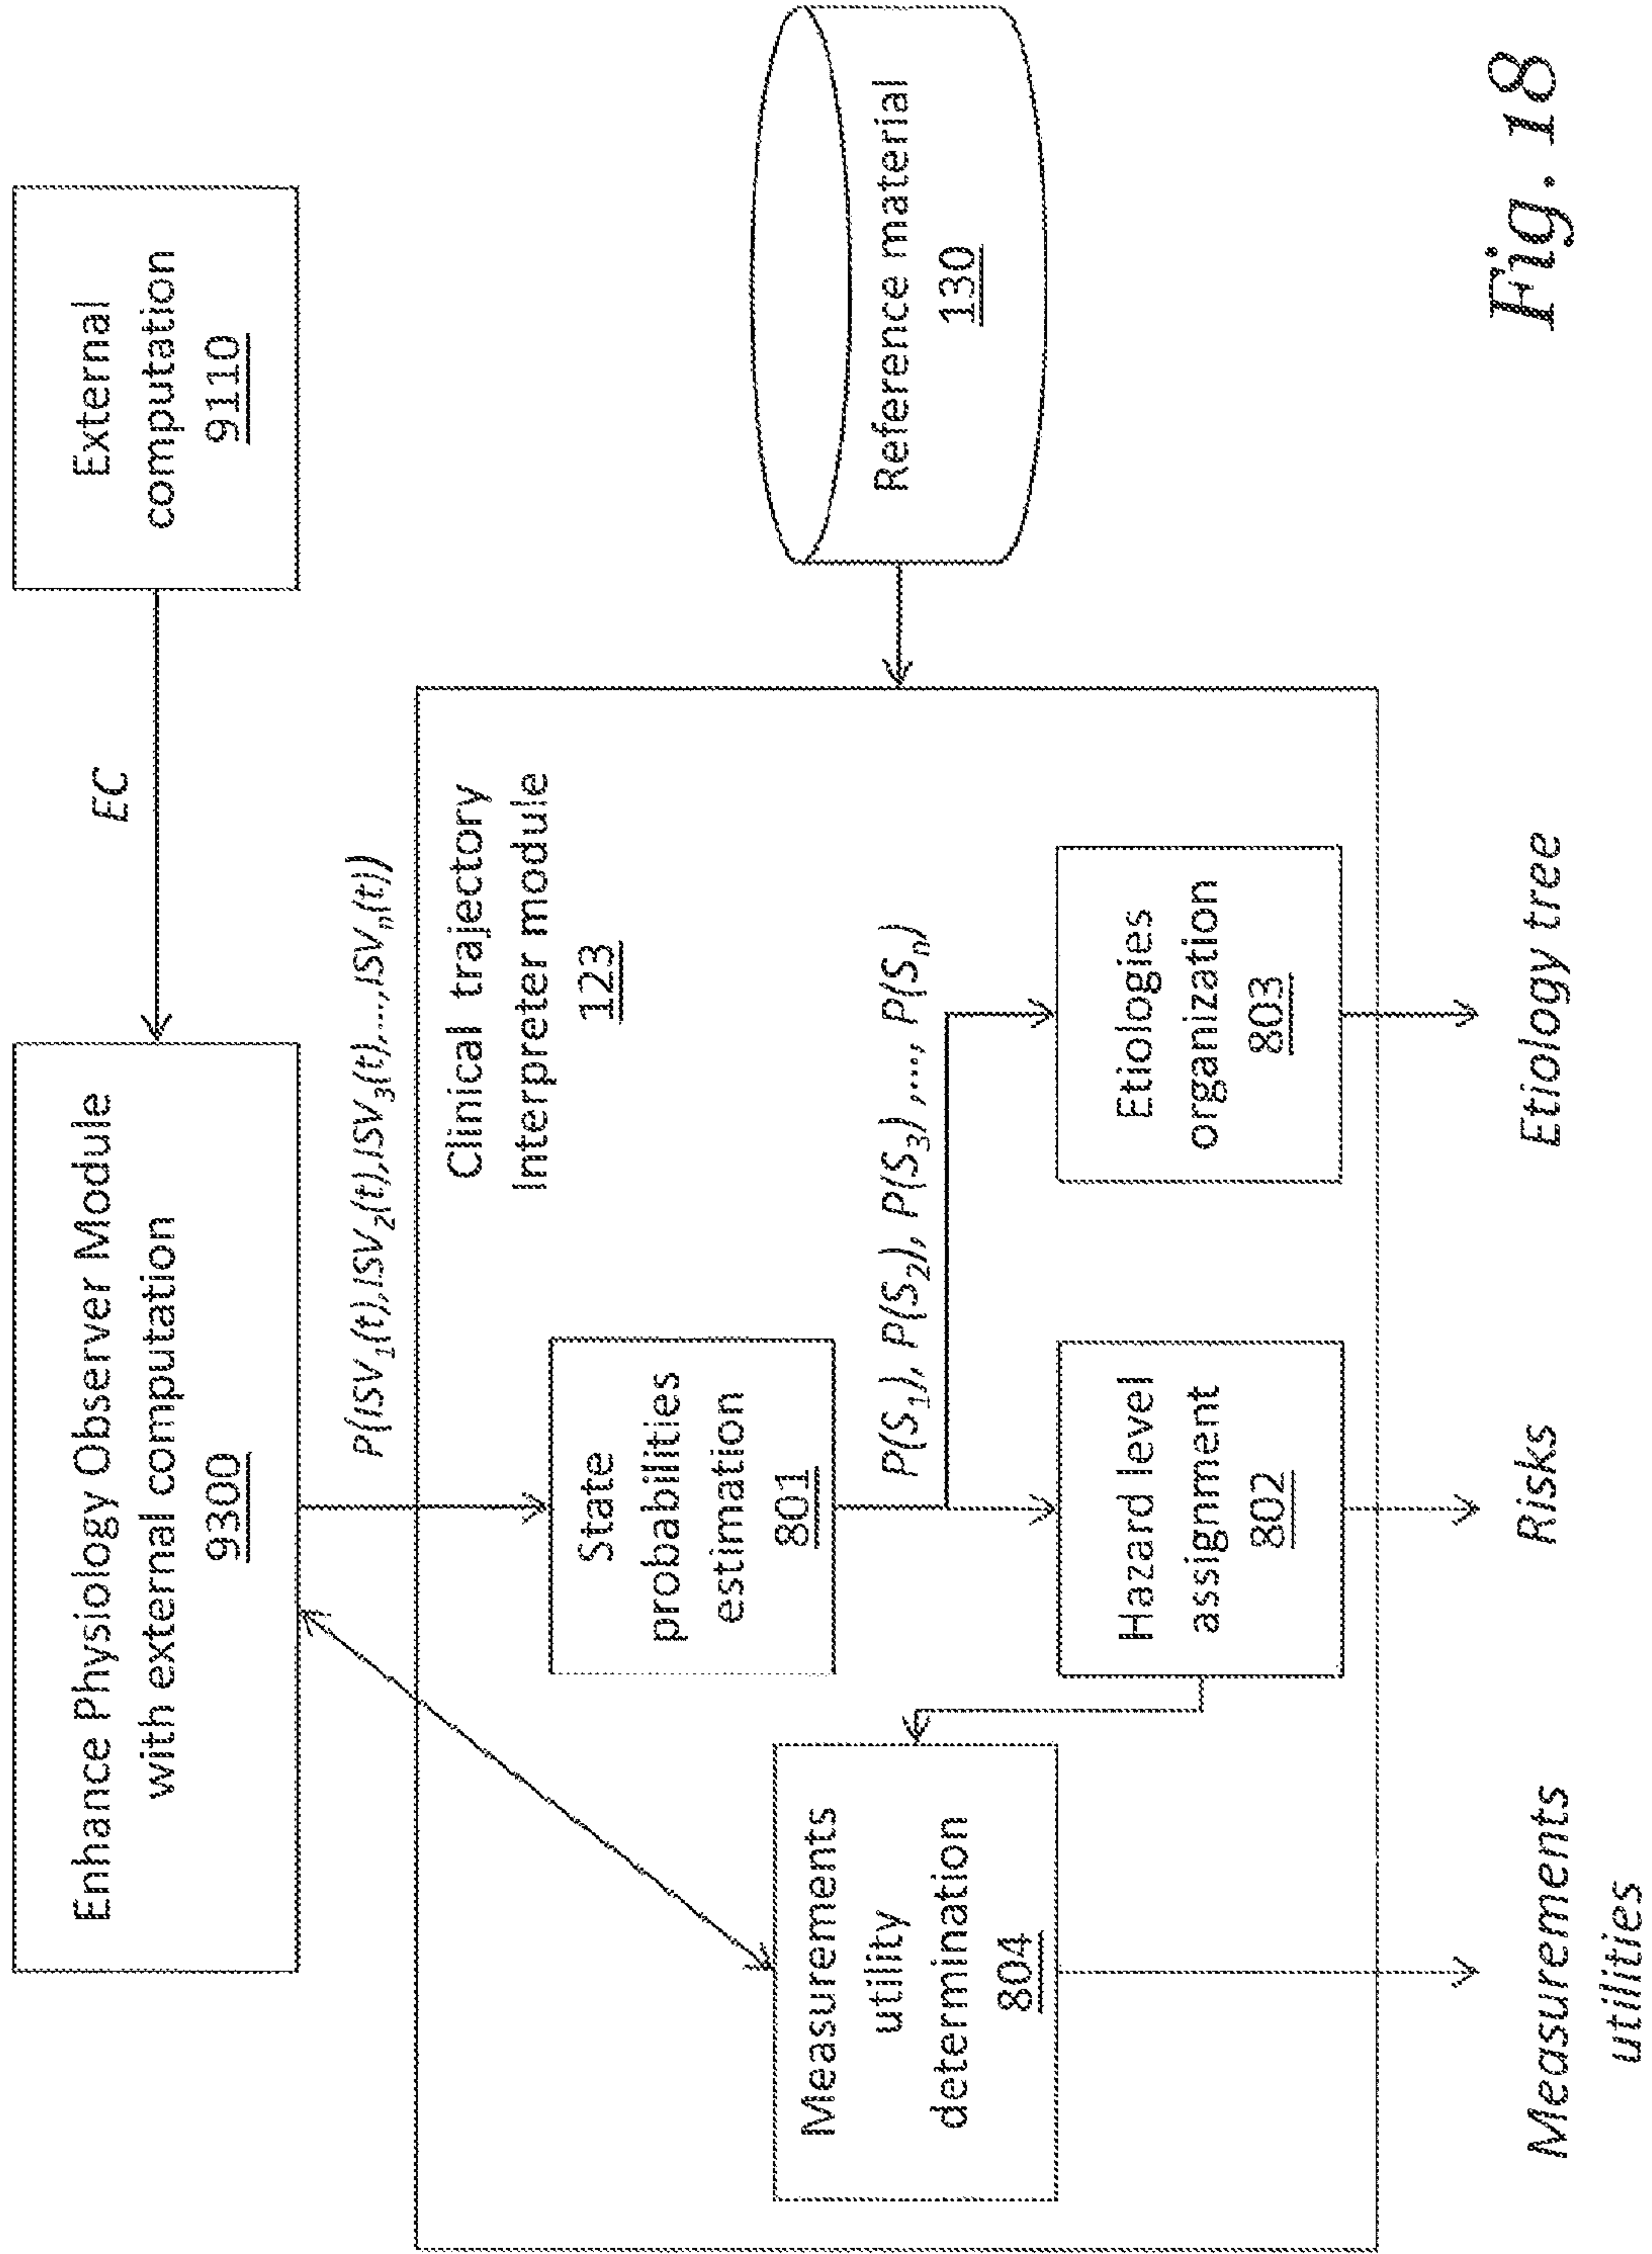 Enhance Physiology Observer Module
with external computation
9300
EC
External
computation
9110
P(ISV₁(t),ISV₂(t),ISV₃(t),...,ISVₙ(t))
Clinical trajectory
Interpreter module
123
Reference material
130
State
probabilities
estimation
801
P(S₁), P(S₂), P(S₃) ,...., P(Sₙ)
Measurements
utility
determination
804
Hazard level
assignment
802
Etiologies
organization
803
Measurements
utilities
Risks
Etiology tree
Fig. 18